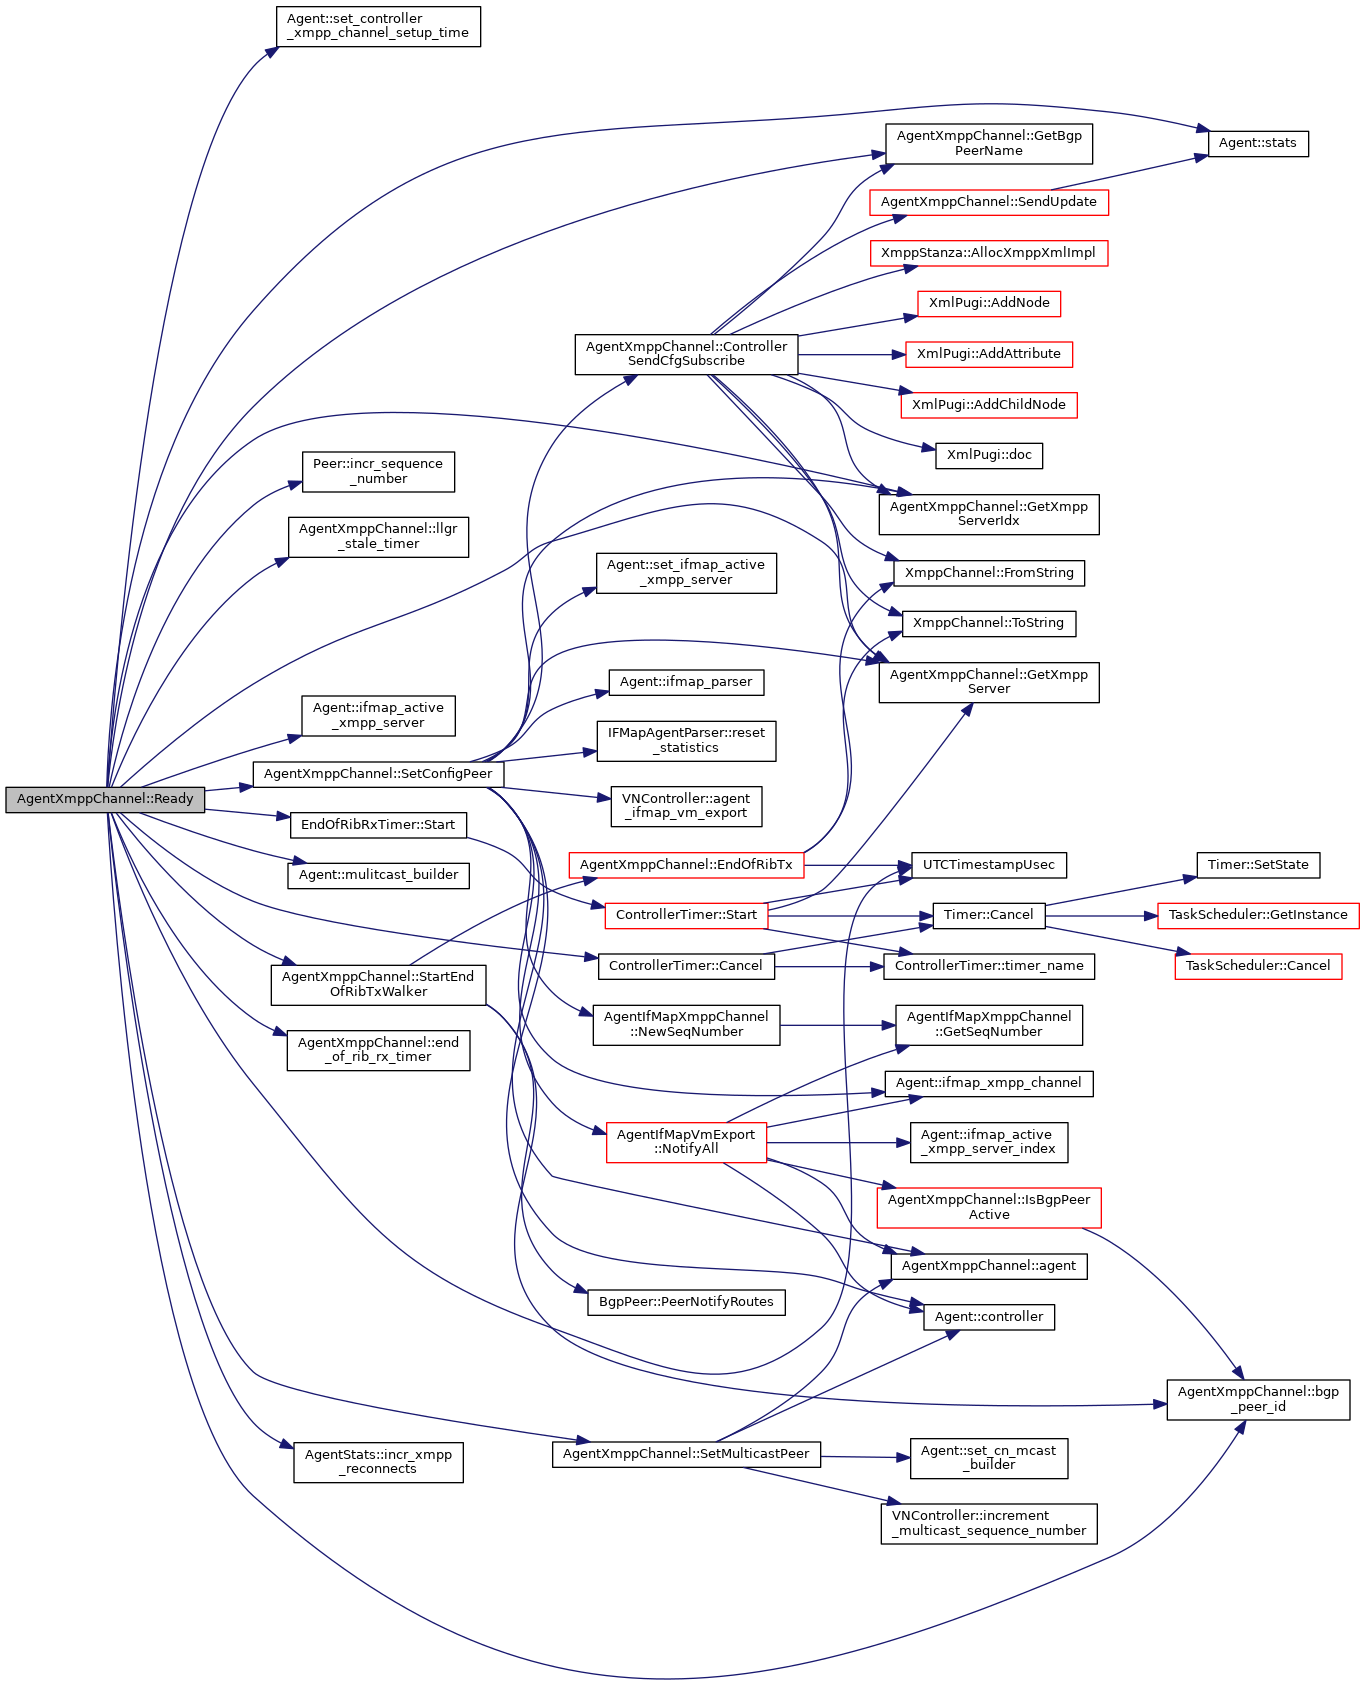 Agent::set_controller
_xmpp_channel_setup_time
AgentXmppChannel::GetBgp
PeerName
Agent::stats
AgentXmppChannel::SendUpdate
XmppStanza::AllocXmppXmlImpl
XmlPugi::AddNode
AgentXmppChannel::Controller
SendCfgSubscribe
XmlPugi::AddAttribute
XmlPugi::AddChildNode
XmlPugi::doc
Peer::incr_sequence
_number
AgentXmppChannel::GetXmpp
ServerIdx
AgentXmppChannel::llgr
_stale_timer
Agent::set_ifmap_active
_xmpp_server
XmppChannel::FromString
XmppChannel::ToString
AgentXmppChannel::GetXmpp
Server
Agent::ifmap_parser
Agent::ifmap_active
_xmpp_server
IFMapAgentParser::reset
_statistics
AgentXmppChannel::SetConfigPeer
AgentXmppChannel::Ready
VNController::agent
_ifmap_vm_export
EndOfRibRxTimer::Start
AgentXmppChannel::EndOfRibTx
UTCTimestampUsec
Timer::SetState
Agent::mulitcast_builder
ControllerTimer::Start
Timer::Cancel
TaskScheduler::GetInstance
ControllerTimer::Cancel
ControllerTimer::timer_name
TaskScheduler::Cancel
AgentXmppChannel::StartEnd
OfRibTxWalker
AgentIfMapXmppChannel
::NewSeqNumber
AgentIfMapXmppChannel
::GetSeqNumber
AgentXmppChannel::end
_of_rib_rx_timer
Agent::ifmap_xmpp_channel
AgentIfMapVmExport
::NotifyAll
Agent::ifmap_active
_xmpp_server_index
AgentXmppChannel::IsBgpPeer
Active
AgentXmppChannel::agent
BgpPeer::PeerNotifyRoutes
Agent::controller
AgentXmppChannel::bgp
_peer_id
AgentStats::incr_xmpp
_reconnects
AgentXmppChannel::SetMulticastPeer
Agent::set_cn_mcast
_builder
VNController::increment
_multicast_sequence_number